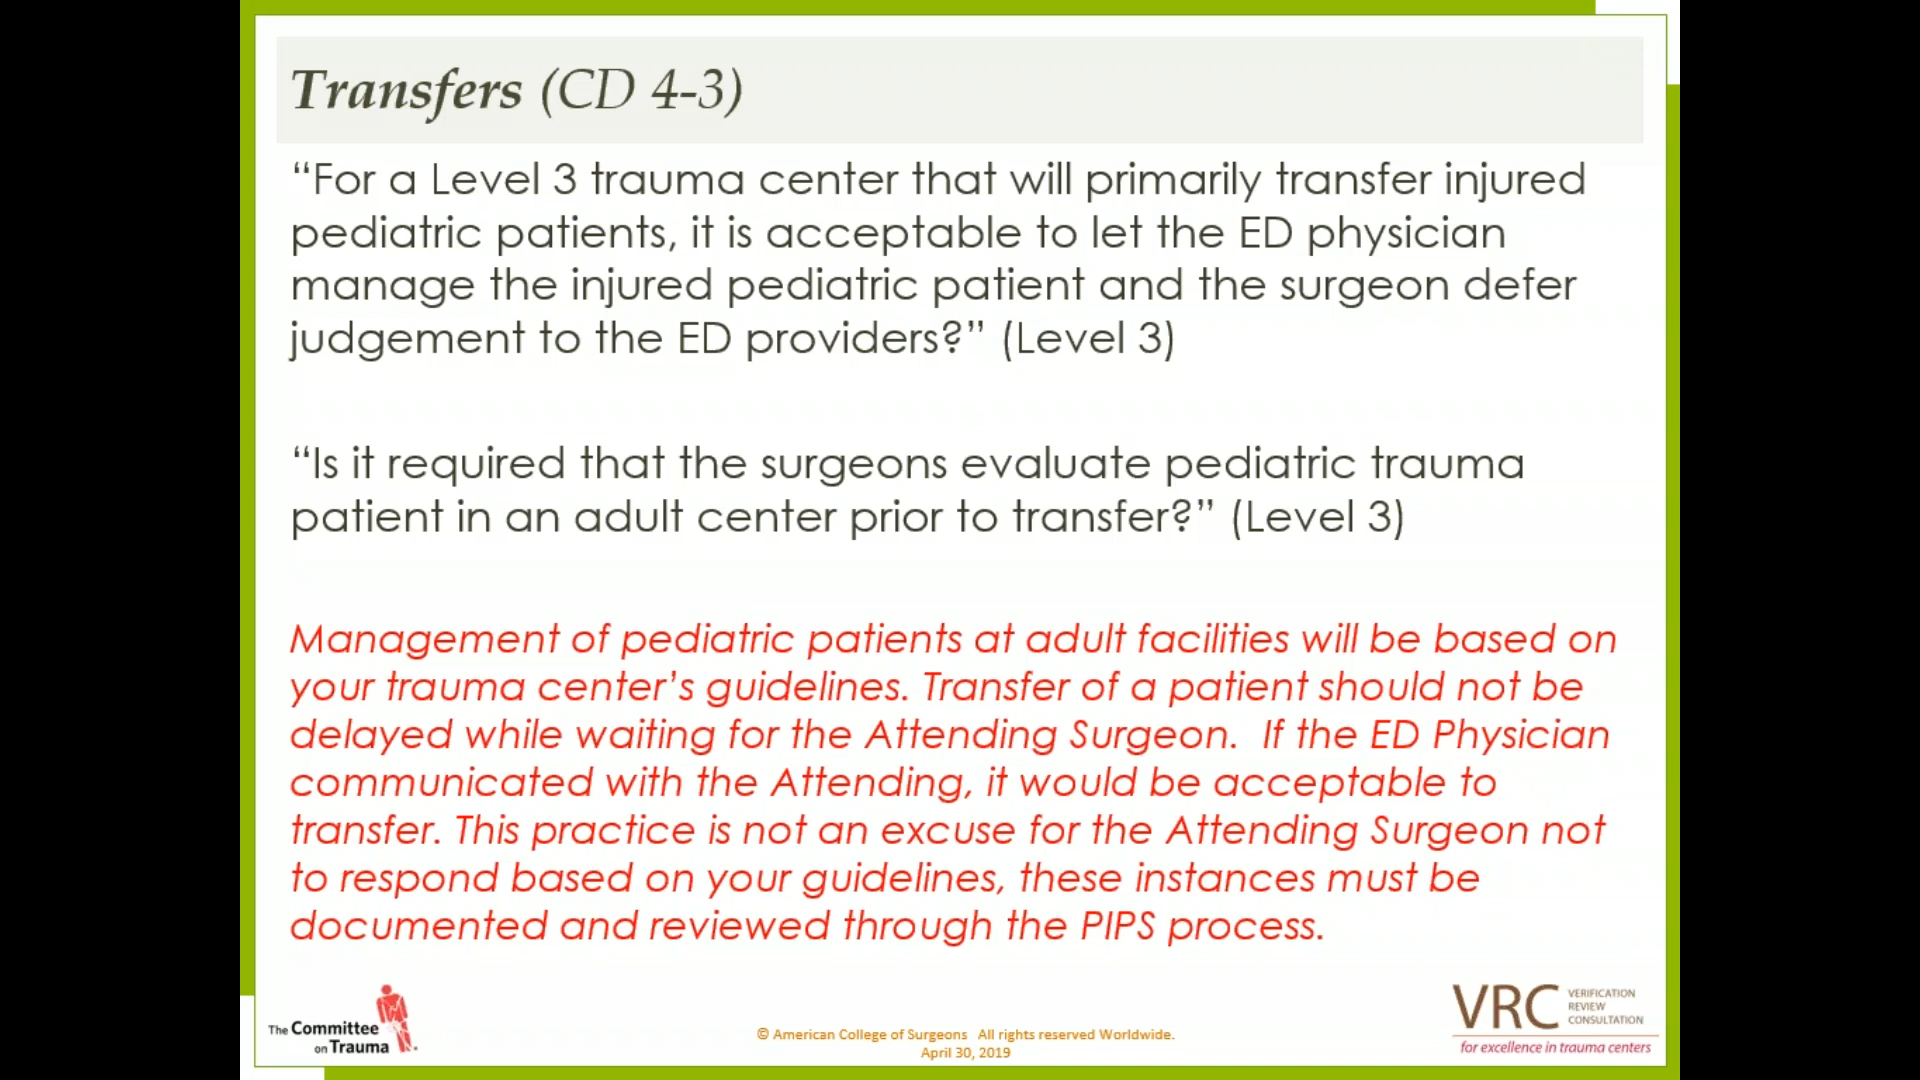 Transfers (CD 4-3)
“For a Level 3 trauma center that will primarily transfer injured
pediatric patients, it is acceptable to let the ED physician
manage the injured pediatric patient and the surgeon defer
judgement to the ED providers?” (Level 3)
“Is it required that the surgeons evaluate pediatric trauma
patient in an adult center prior to transfer?” (Level 3)
Management of pediatric patients at adult facilities will be based on
your trauma center’s guidelines. Transfer of a patient should not be
delayed while waiting for the Attending Surgeon.  If the ED Physician
communicated with the Attending, it would be acceptable to
transfer. This practice is not an excuse for the Attending Surgeon not
to respond based on your guidelines, these instances must be
documented and reviewed through the PIPS process.
The Committee
on Trauma
© American College of Surgeons   All rights reserved Worldwide.
April 30, 2019
VRC VERIFICATION
REVIEW
CONSULTATION
for excellence in trauma centers